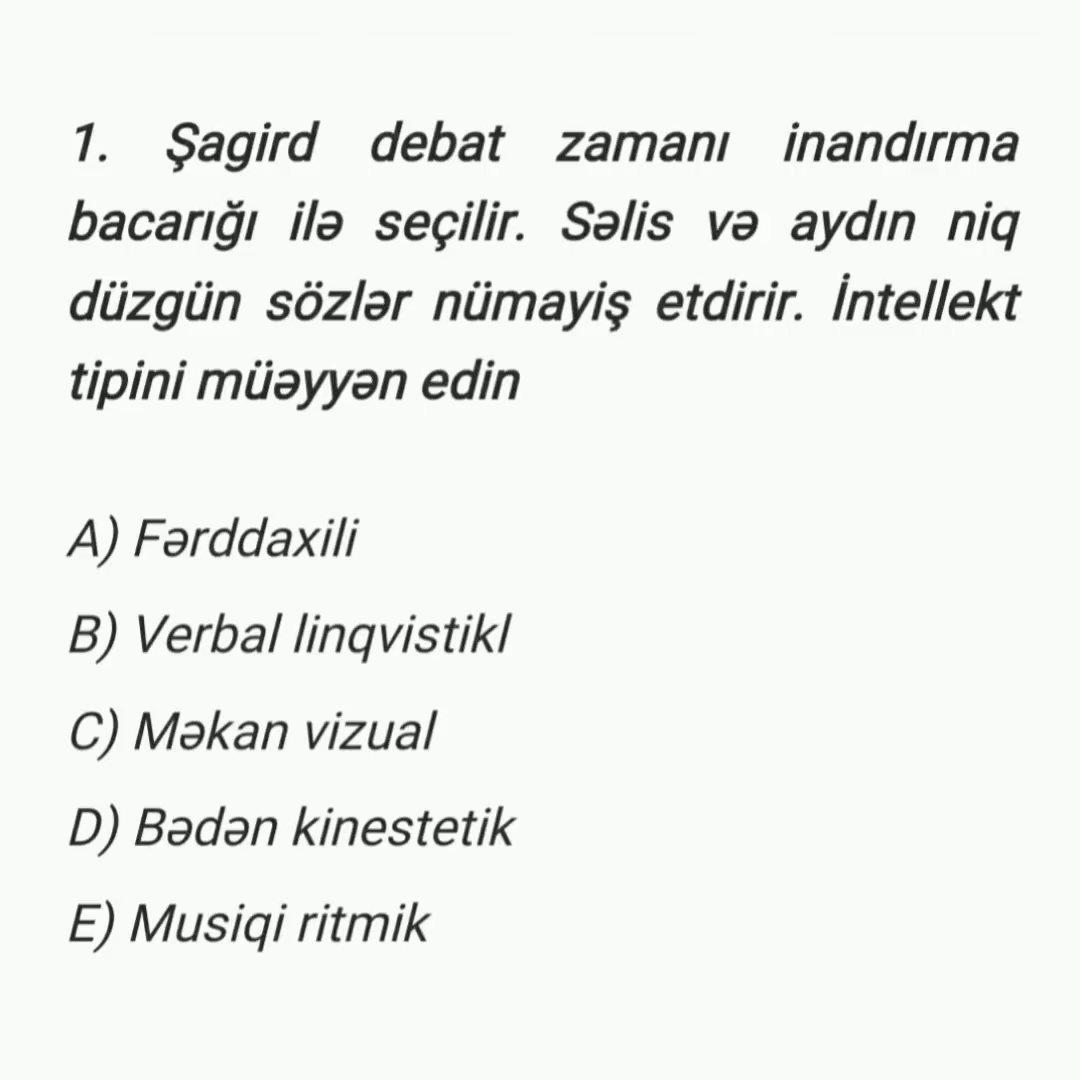 1. Şagird debat zamanı inandırma
bacarığı ilə seçilir. Səlis və aydın niq
düzgün sözlər nümayiş etdirir. İntellekt
tipini müəyyən edin
A) Fərddaxili
B) Verbal linqvistikl
C) Məkan vizual
D) Bədən kinestetik
E) Musiqi ritmik